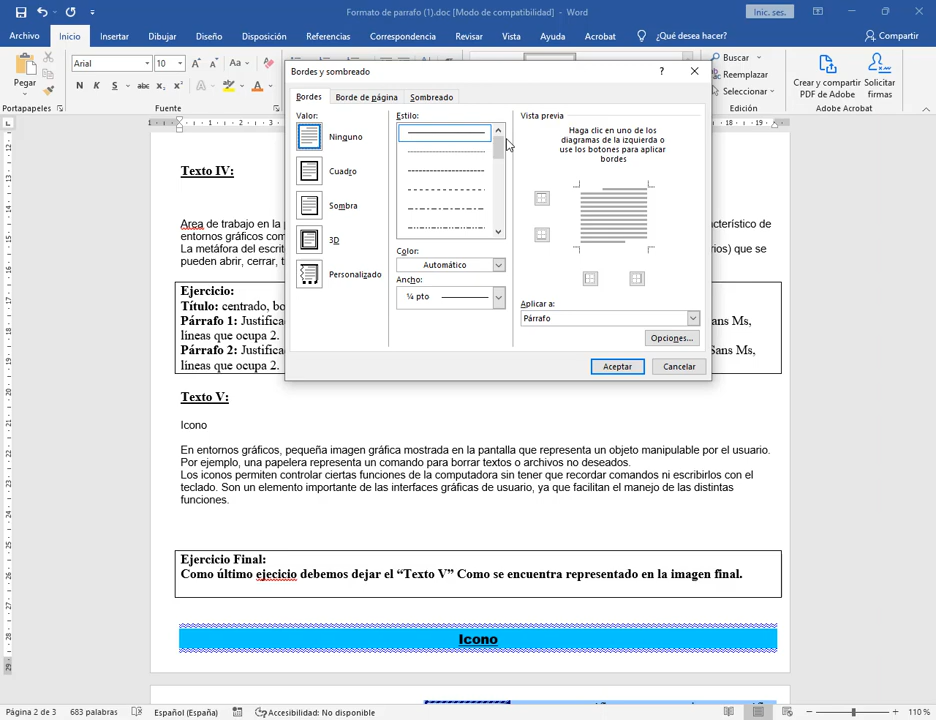 Formato de parrafo (1).doc [Modo de compatibilidad] - Word
Inic. ses.
Archivo Inicio Insertar Dibujar Diseño Disposición Referencias Correspondencia Revisar Vista Ayuda Acrobat ¿Qué desea hacer? Compartir
Pegar
Arial 10
N K S abc x₂ x²
Portapapeles Fuente
Buscar
Reemplazar
Seleccionar
Edición
Crear y compartir PDF de Adobe
Solicitar firmas
Adobe Acrobat
Bordes y sombreado
Bordes Borde de página Sombreado
Valor:
Ninguno
Cuadro
Sombra
3D
Personalizado
Estilo:
Color:
Automático
Ancho:
¼ pto
Vista previa
Haga clic en uno de los
diagramas de la izquierda o
use los botones para aplicar
bordes
Aplicar a:
Párrafo
Opciones...
Aceptar Cancelar
Texto IV:
Area de trabajo en la característico de
entornos gráficos com
La metáfora del escrit que se
pueden abrir, cerrar, t
Ejercicio:
Título: centrado, bo
Párrafo 1: Justifica ans Ms,
líneas que ocupa 2.
Párrafo 2: Justifica Sans Ms,
líneas que ocupa 2.
Texto V:
Icono
En entornos gráficos, pequeña imagen gráfica mostrada en la pantalla que representa un objeto manipulable por el usuario.
Por ejemplo, una papelera representa un comando para borrar textos o archivos no deseados.
Los iconos permiten controlar ciertas funciones de la computadora sin tener que recordar comandos ni escribirlos con el
teclado. Son un elemento importante de las interfaces gráficas de usuario, ya que facilitan el manejo de las distintas
funciones.
Ejercicio Final:
Como último ejecicio debemos dejar el “Texto V” Como se encuentra representado en la imagen final.
Icono
Página 2 de 3 683 palabras Español (España) Accesibilidad: No disponible 110 %